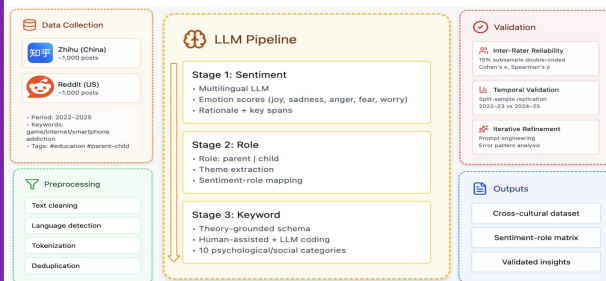 Data Collection
知乎
Zhihu (China)
~1,000 posts
Reddit (US)
~1,000 posts
- Period: 2022–2025
- Keywords:
game/internet/smartphone
addiction
- Tags: #education #parent-child
Preprocessing
Text cleaning
Language detection
Tokenization
Deduplication
LLM Pipeline
Stage 1: Sentiment
• Multilingual LLM
• Emotion scores (joy, sadness, anger, fear, worry)
• Rationale + key spans
Stage 2: Role
• Role: parent | child
• Theme extraction
• Sentiment-role mapping
Stage 3: Keyword
• Theory-grounded schema
• Human-assisted + LLM coding
• 10 psychological/social categories
Validation
Inter-Rater Reliability
15% subsample double-coded
Cohen's κ, Spearman's ρ
Temporal Validation
Split-sample replication
2022–23 vs 2024–25
Iterative Refinement
Prompt engineering
Error pattern analysis
Outputs
Cross-cultural dataset
Sentiment-role matrix
Validated insights